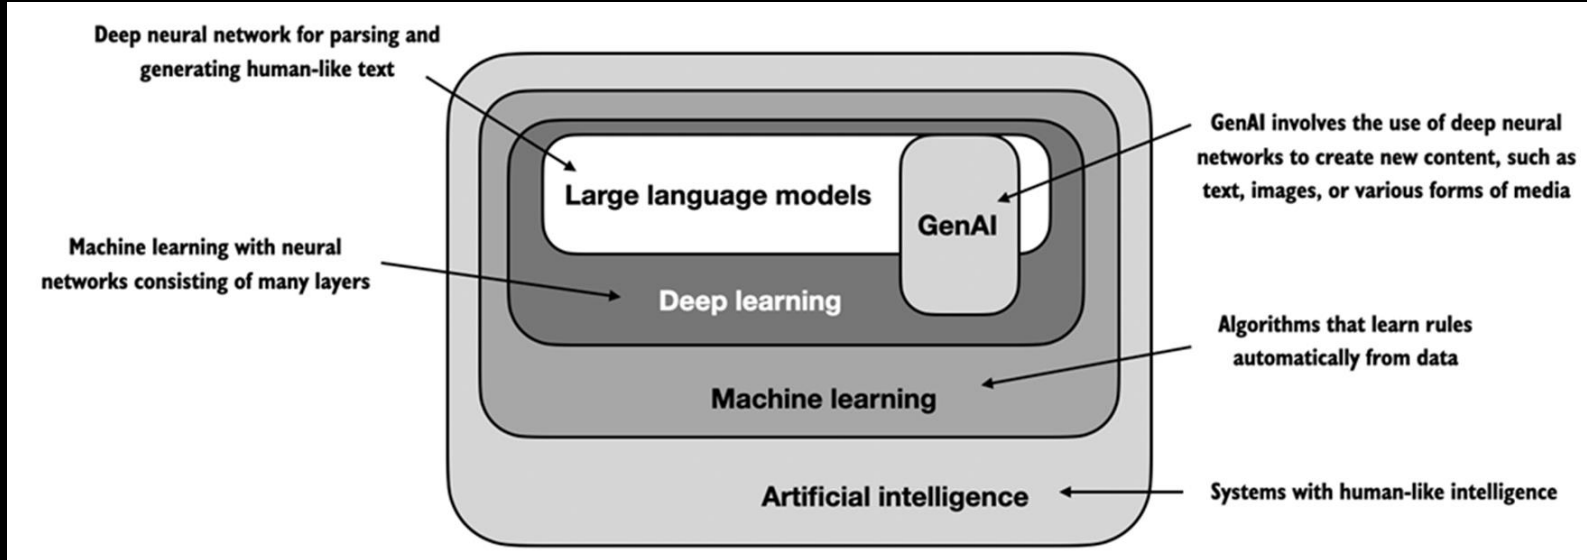 Deep neural network for parsing and
generating human-like text
Large language models
GenAI
GenAI involves the use of deep neural
networks to create new content, such as
text, images, or various forms of media
Machine learning with neural
networks consisting of many layers
Deep learning
Algorithms that learn rules
automatically from data
Machine learning
Artificial intelligence
Systems with human-like intelligence